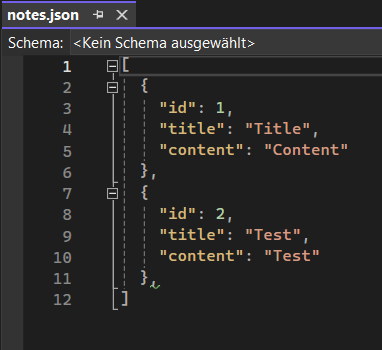 notes.json
Schema: <Kein Schema ausgewählt>
1 [
2 {
3 "id": 1,
4 "title": "Title",
5 "content": "Content"
6 },
7 {
8 "id": 2,
9 "title": "Test",
10 "content": "Test"
11 },
12 ]